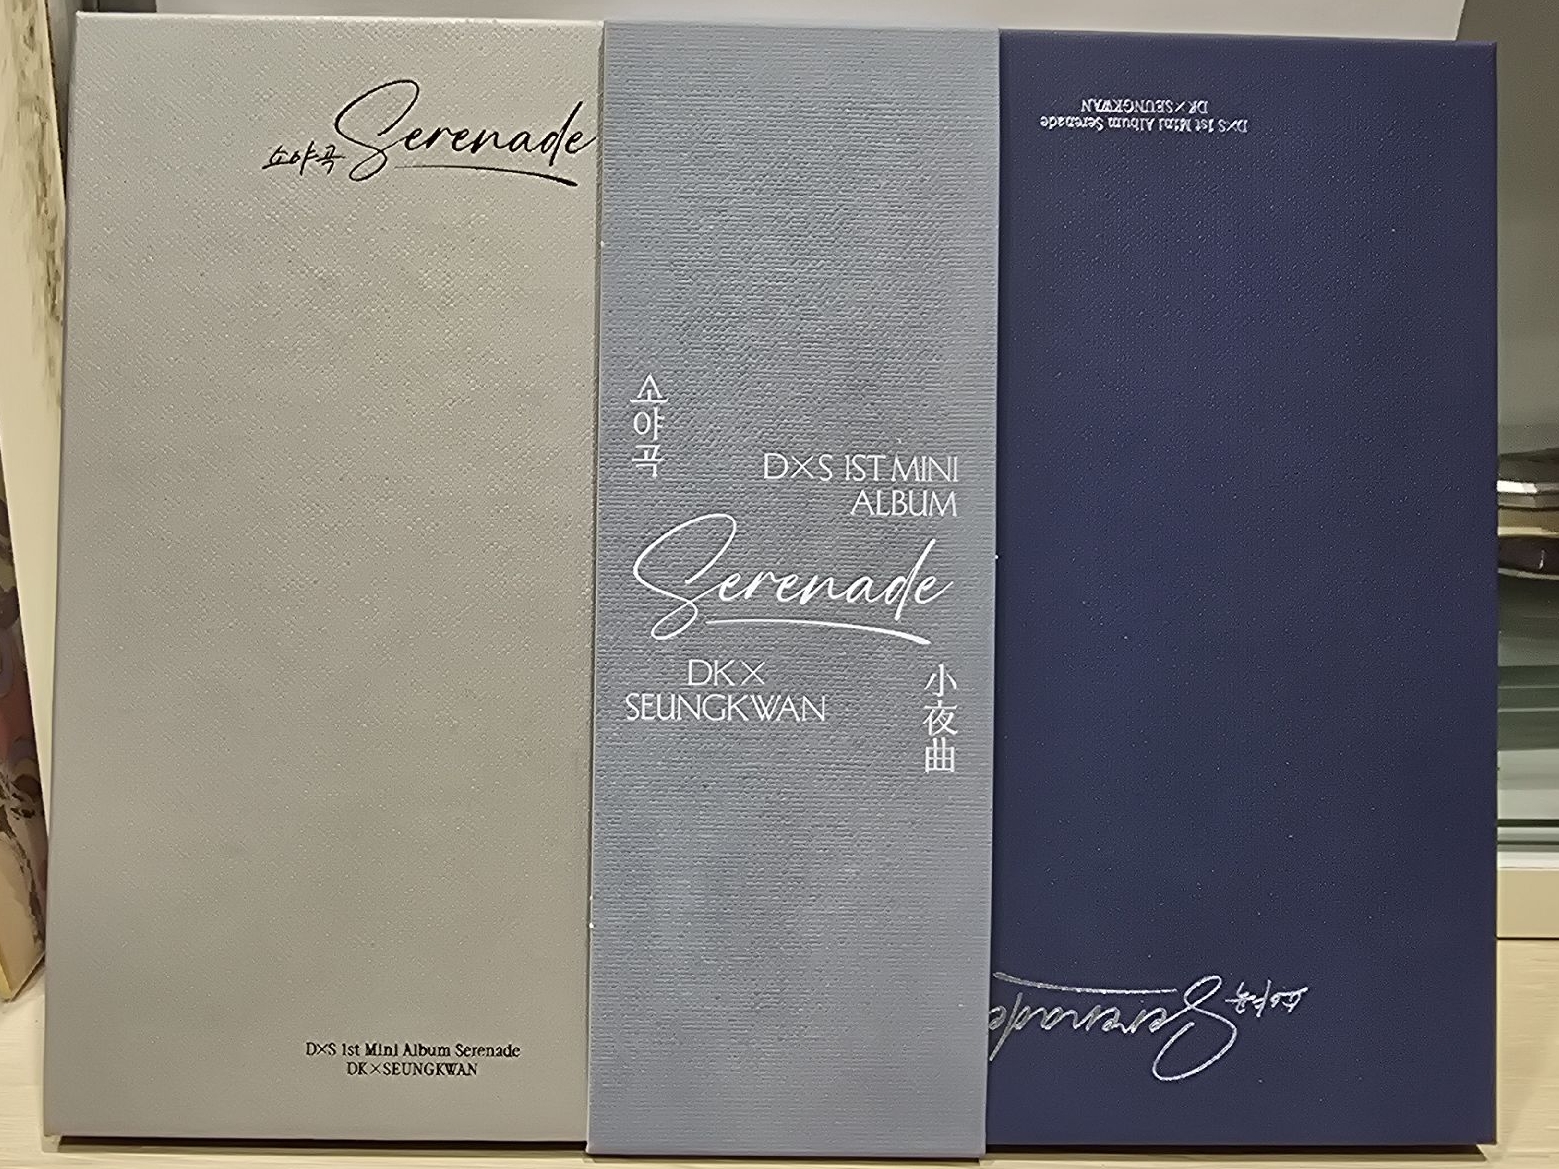 소야곡 Serenade
D×S 1st Mini Album Serenade
DK×SEUNGKWAN
소야곡
D×S 1ST MINI
ALBUM
Serenade
DK×
SEUNGKWAN
小夜曲
D×S 1st Mini Album Serenade
DK×SEUNGKWAN
소야곡 Serenade